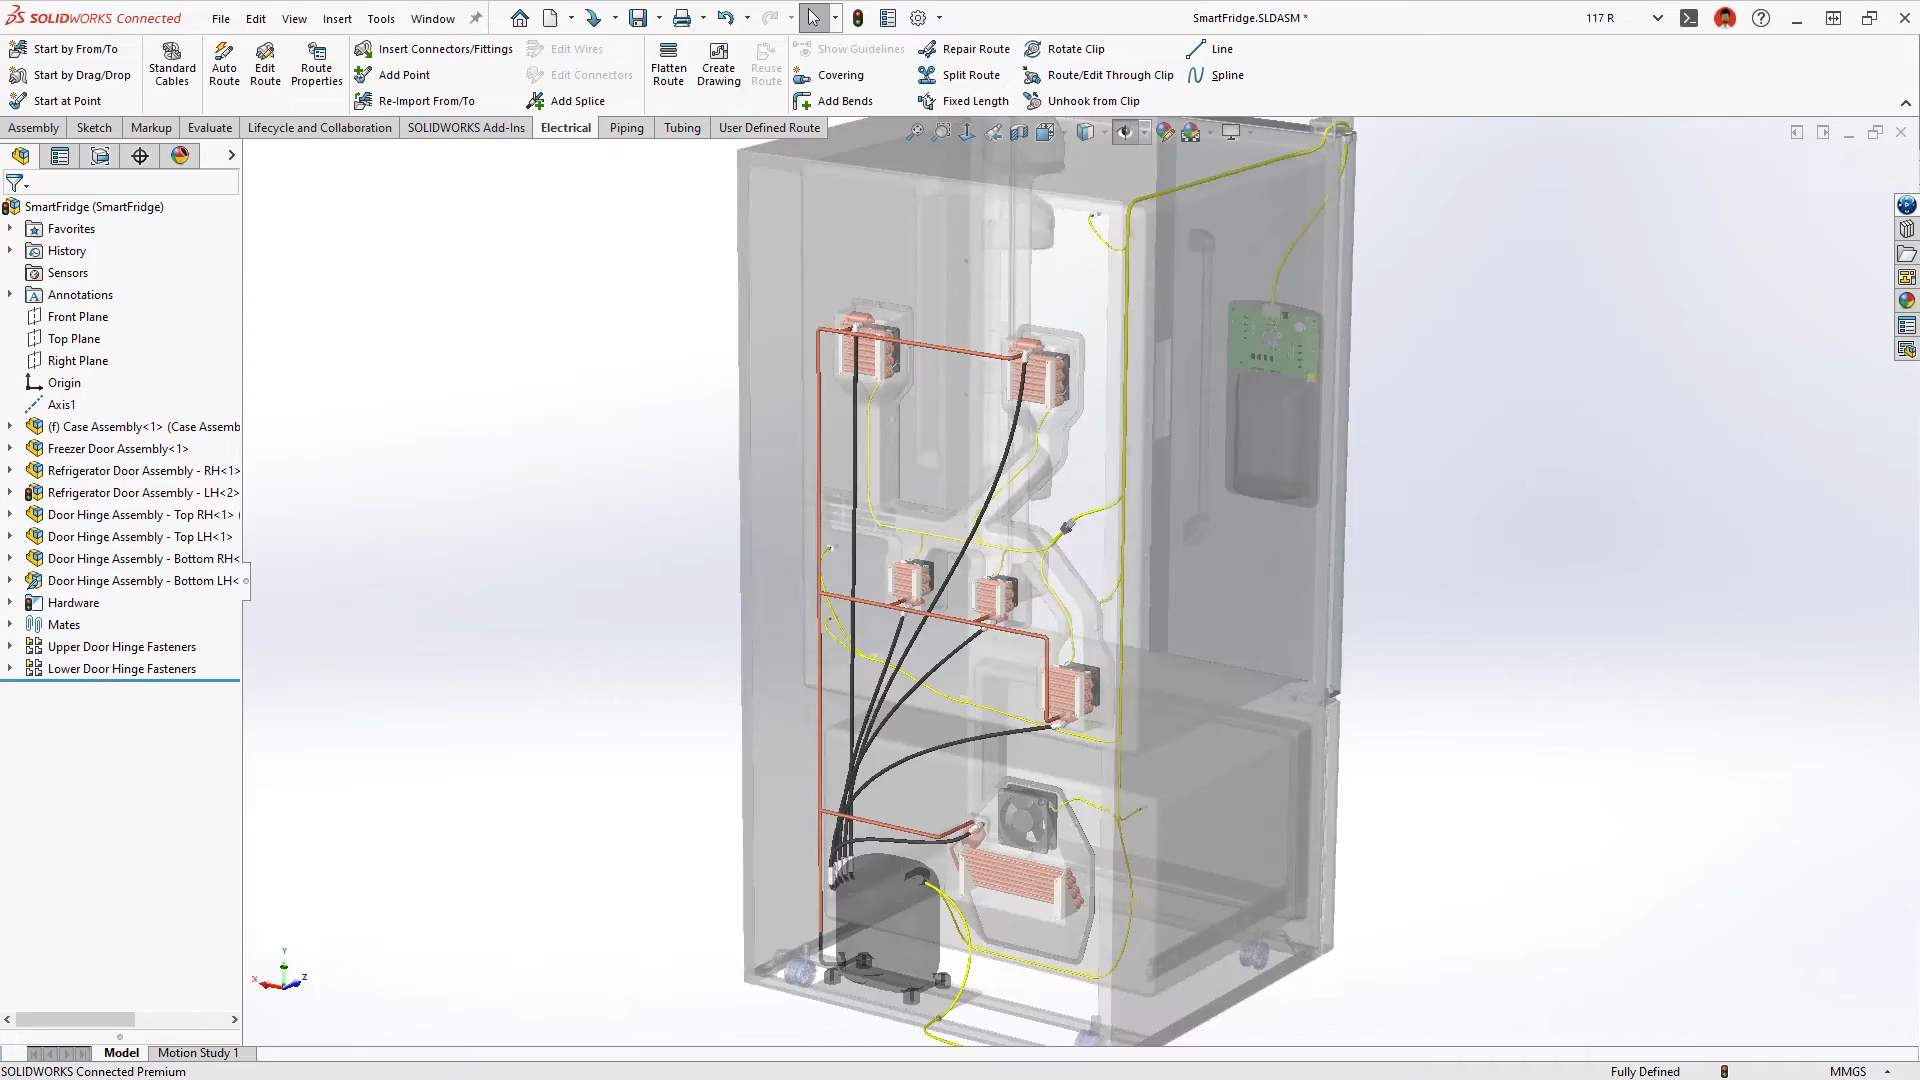 SOLIDWORKS Connected
File Edit View Insert Tools Window
SmartFridge.SLDASM *
117 R
Start by From/To
Start by Drag/Drop
Start at Point
Standard Cables
Auto Route
Edit Route
Route Properties
Insert Connectors/Fittings
Add Point
Re-Import From/To
Edit Wires
Edit Connectors
Add Splice
Flatten Route
Create Drawing
Reuse Route
Show Guidelines
Covering
Add Bends
Repair Route
Split Route
Fixed Length
Rotate Clip
Route/Edit Through Clip
Unhook from Clip
Line
Spline
Assembly Sketch Markup Evaluate Lifecycle and Collaboration SOLIDWORKS Add-Ins Electrical Piping Tubing User Defined Route
SmartFridge (SmartFridge)
Favorites
History
Sensors
Annotations
Front Plane
Top Plane
Right Plane
Origin
Axis1
(f) Case Assembly<1> (Case Assemb
Freezer Door Assembly<1>
Refrigerator Door Assembly - RH<1>
Refrigerator Door Assembly - LH<2>
Door Hinge Assembly - Top RH<1> (
Door Hinge Assembly - Top LH<1>
Door Hinge Assembly - Bottom RH<
Door Hinge Assembly - Bottom LH<
Hardware
Mates
Upper Door Hinge Fasteners
Lower Door Hinge Fasteners
Y
X
Z
Model Motion Study 1
SOLIDWORKS Connected Premium
Fully Defined
MMGS